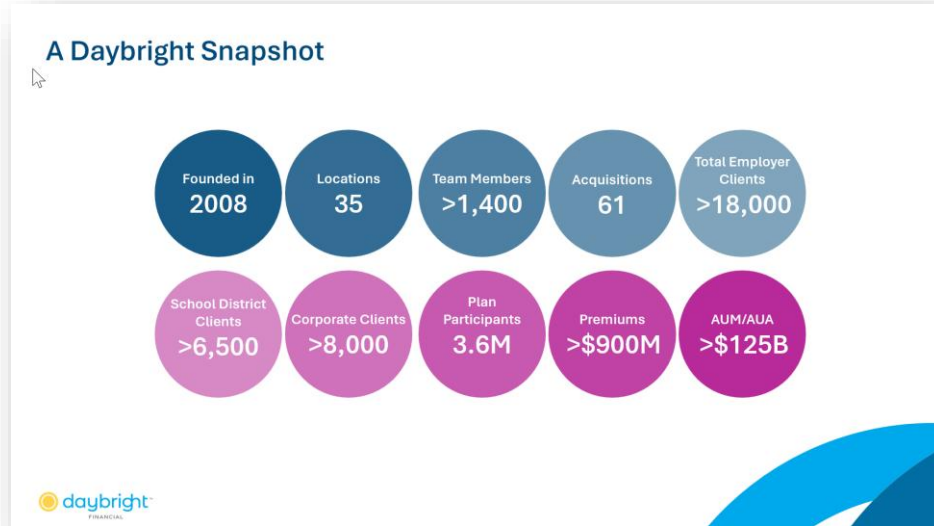 A Daybright Snapshot
Founded in
2008
Locations
35
Team Members
>1,400
Acquisitions
61
Total Employer
Clients
>18,000
School District
Clients
>6,500
Corporate Clients
>8,000
Plan
Participants
3.6M
Premiums
>$900M
AUM/AUA
>$125B
daybright
FINANCIAL